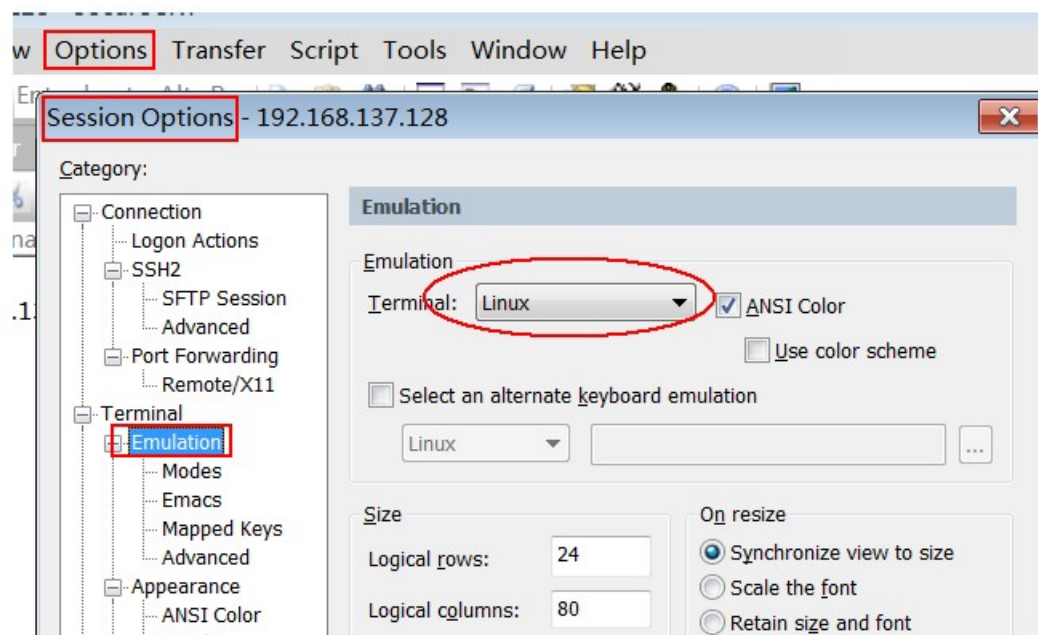 Options Transfer Script Tools Window Help
Session Options - 192.168.137.128
Category:
Connection
Logon Actions
SSH2
SFTP Session
Advanced
Port Forwarding
Remote/X11
Terminal
Emulation
Modes
Emacs
Mapped Keys
Advanced
Appearance
ANSI Color
Emulation
Emulation
Terminal: Linux
ANSI Color
Use color scheme
Select an alternate keyboard emulation
Linux
...
Size
Logical rows: 24
Logical columns: 80
On resize
Synchronize view to size
Scale the font
Retain size and font